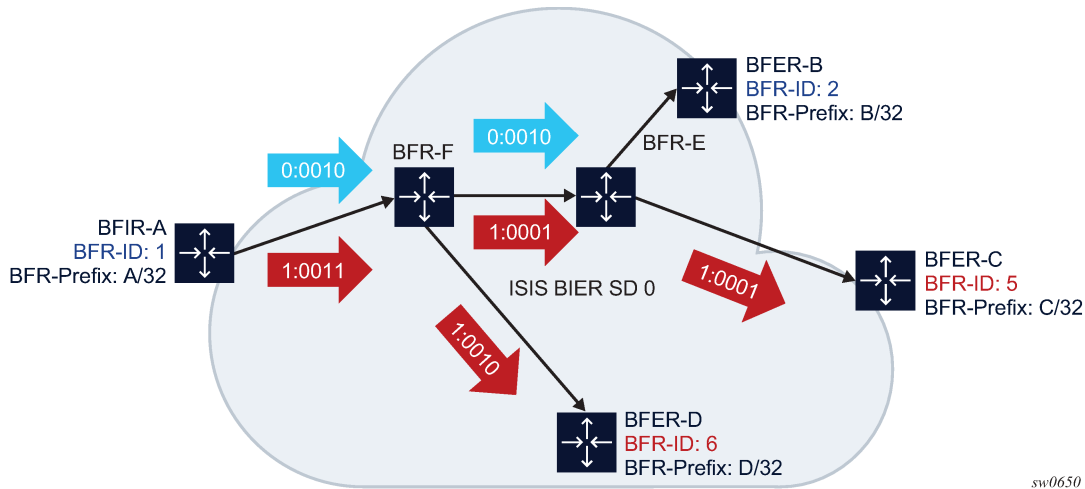 BFER-B
BFR-ID: 2
BFR-Prefix: B/32
0:0010
BFR-E
BFR-F
0:0010
BFIR-A
BFR-ID: 1
BFR-Prefix: A/32
1:0001
1:0011
ISIS BIER SD 0
1:0001
BFER-C
BFR-ID: 5
BFR-Prefix: C/32
1:0010
BFER-D
BFR-ID: 6
BFR-Prefix: D/32
sw0650